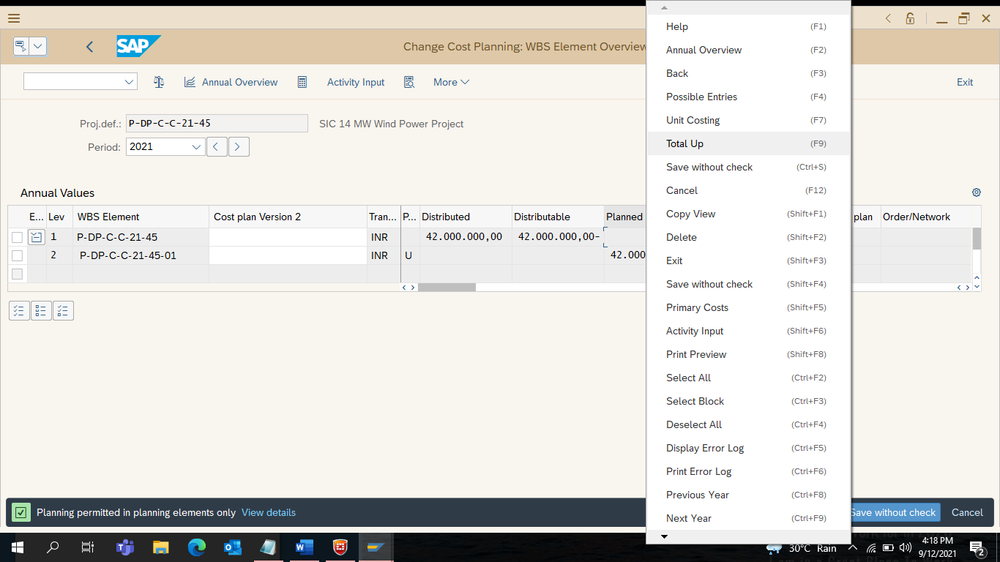 SAP
Change Cost Planning: WBS Element Overview
Annual Overview
Activity Input
More
Exit
Proj.def.: P-DP-C-C-21-45 SIC 14 MW Wind Power Project
Period: 2021
Annual Values
E... Lev WBS Element Cost plan Version 2 Tran... P... Distributed Distributable Planned plan Order/Network
1 P-DP-C-C-21-45 INR 42.000.000,00 42.000.000,00-
2 P-DP-C-C-21-45-01 INR U 42.000
Help (F1)
Annual Overview (F2)
Back (F3)
Possible Entries (F4)
Unit Costing (F7)
Total Up (F9)
Save without check (Ctrl+S)
Cancel (F12)
Copy View (Shift+F1)
Delete (Shift+F2)
Exit (Shift+F3)
Save without check (Shift+F4)
Primary Costs (Shift+F5)
Activity Input (Shift+F6)
Print Preview (Shift+F8)
Select All (Ctrl+F2)
Select Block (Ctrl+F3)
Deselect All (Ctrl+F4)
Display Error Log (Ctrl+F5)
Print Error Log (Ctrl+F6)
Previous Year (Ctrl+F8)
Next Year (Ctrl+F9)
Planning permitted in planning elements only View details
Save without check Cancel
30°C Rain
4:18 PM
9/12/2021
2